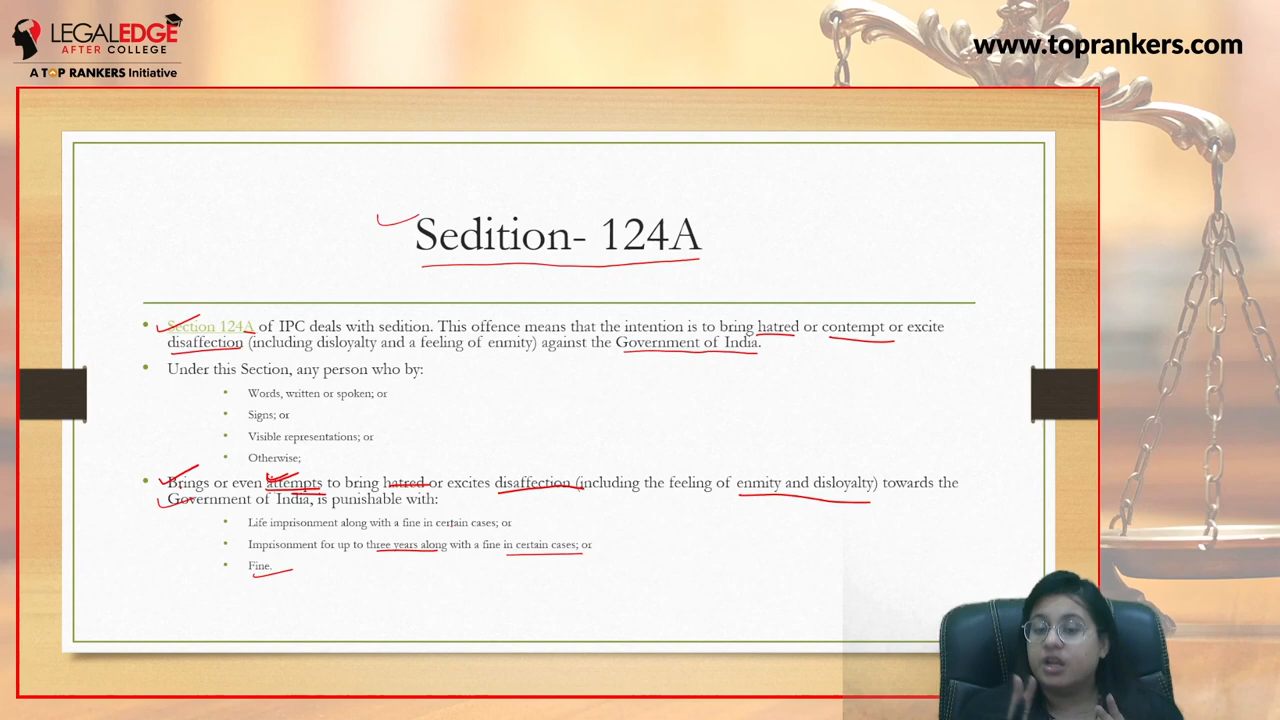 LEGALEDGE
AFTER COLLEGE
A TOP RANKERS Initiative
www.toprankers.com
Sedition- 124A
Section 124A of IPC deals with sedition. This offence means that the intention is to bring hatred or contempt or excite
disaffection (including disloyalty and a feeling of enmity) against the Government of India.
Under this Section, any person who by:
Words, written or spoken; or
Signs; or
Visible representations; or
Otherwise;
Brings or even attempts to bring hatred or excites disaffection (including the feeling of enmity and disloyalty) towards the
Government of India, is punishable with:
Life imprisonment along with a fine in certain cases; or
Imprisonment for up to three years along with a fine in certain cases; or
Fine.